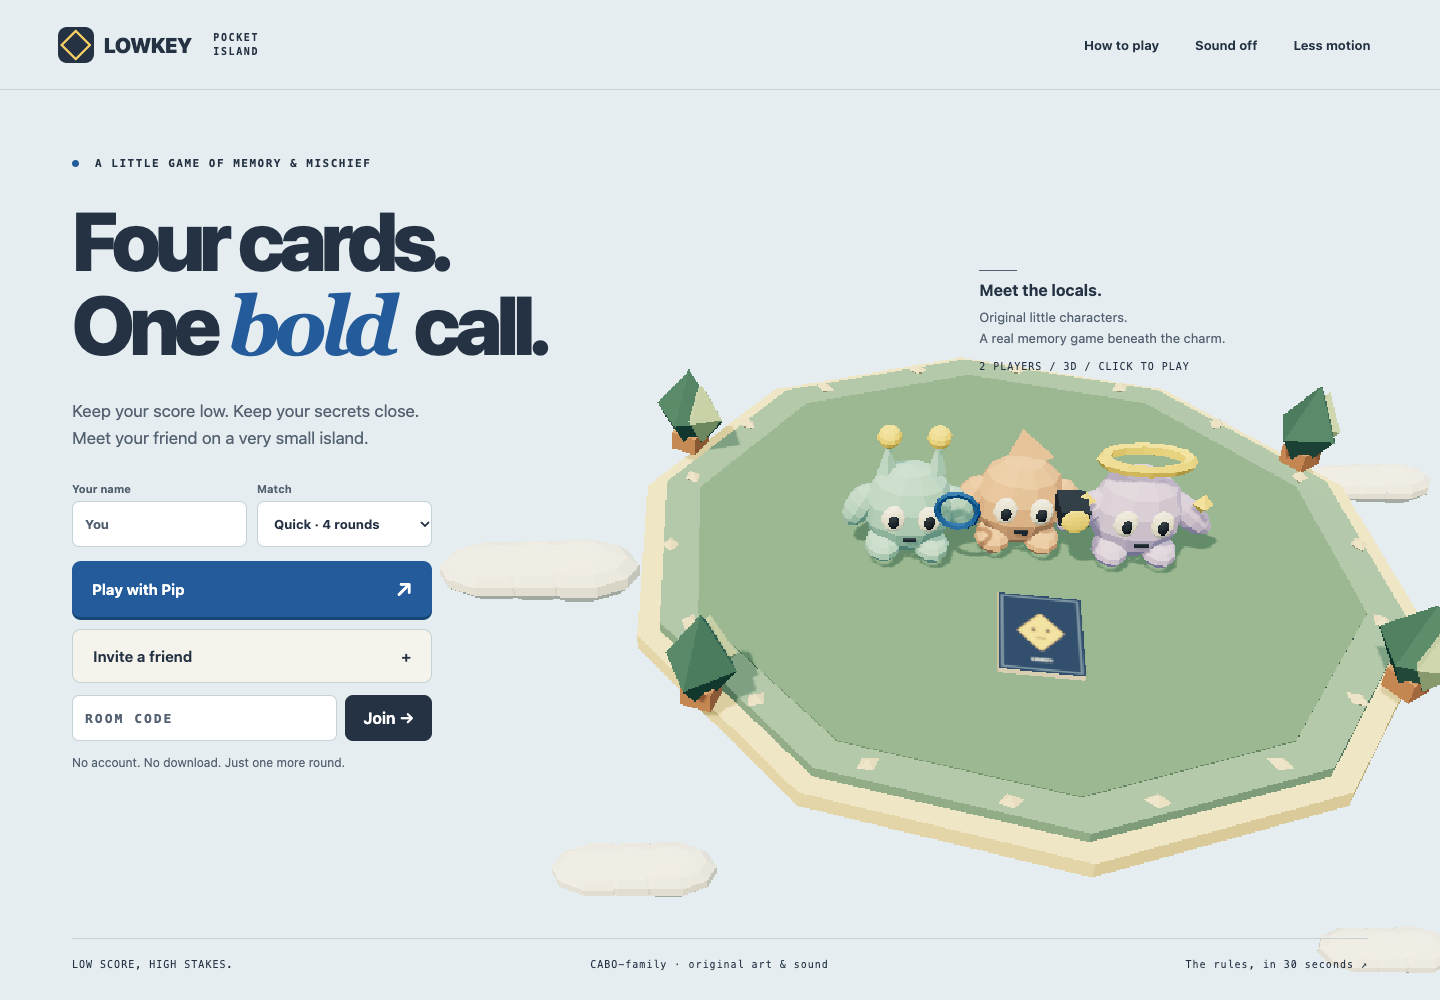 LOWKEY
POCKET
ISLAND
How to play
Sound off
Less motion
A LITTLE GAME OF MEMORY & MISCHIEF
Four cards.
One bold call.
Keep your score low. Keep your secrets close.
Meet your friend on a very small island.
Your name
Match
You
Quick · 4 rounds
Play with Pip
Invite a friend
+
ROOM CODE
Join →
No account. No download. Just one more round.
Meet the locals.
Original little characters.
A real memory game beneath the charm.
2 PLAYERS / 3D / CLICK TO PLAY
LOW SCORE, HIGH STAKES.
CABO-family · original art & sound
The rules, in 30 seconds ↗